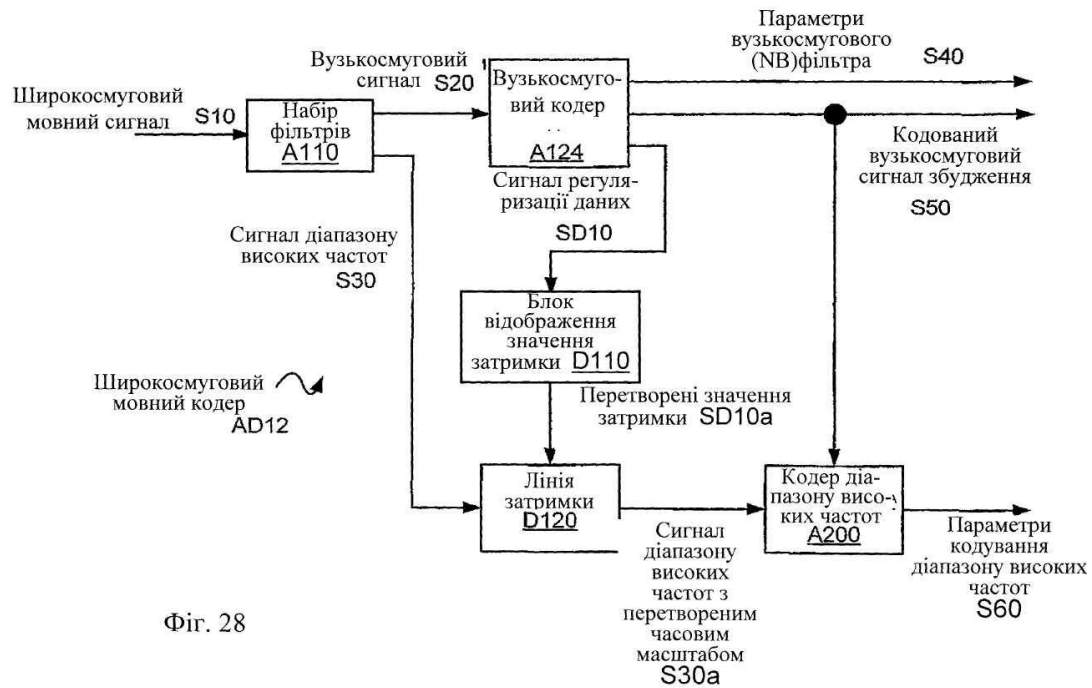 Параметри
вузькосмугового
(NB)фільтра
S40
Вузькосмуговий
сигнал S20
Вузькосмуго-
вий кодер
A124
Широкосмуговий
мовний сигнал
S10
Набір
фільтрів
A110
Кодований
вузькосмуговий
сигнал збудження
S50
Сигнал регуля-
ризації даних
SD10
Сигнал діапазону
високих частот
S30
Блок
відображення
значення
затримки D110
Широкосмуговий
мовний кодер
AD12
Перетворені значення
затримки SD10a
Лінія
затримки
D120
Кодер діа-
пазону висо-
ких частот
A200
Сигнал
діапазону
високих
частот з
перетвореним
часовим
масштабом
S30a
Параметри
кодування
діапазону високих
частот
S60
Фіг. 28